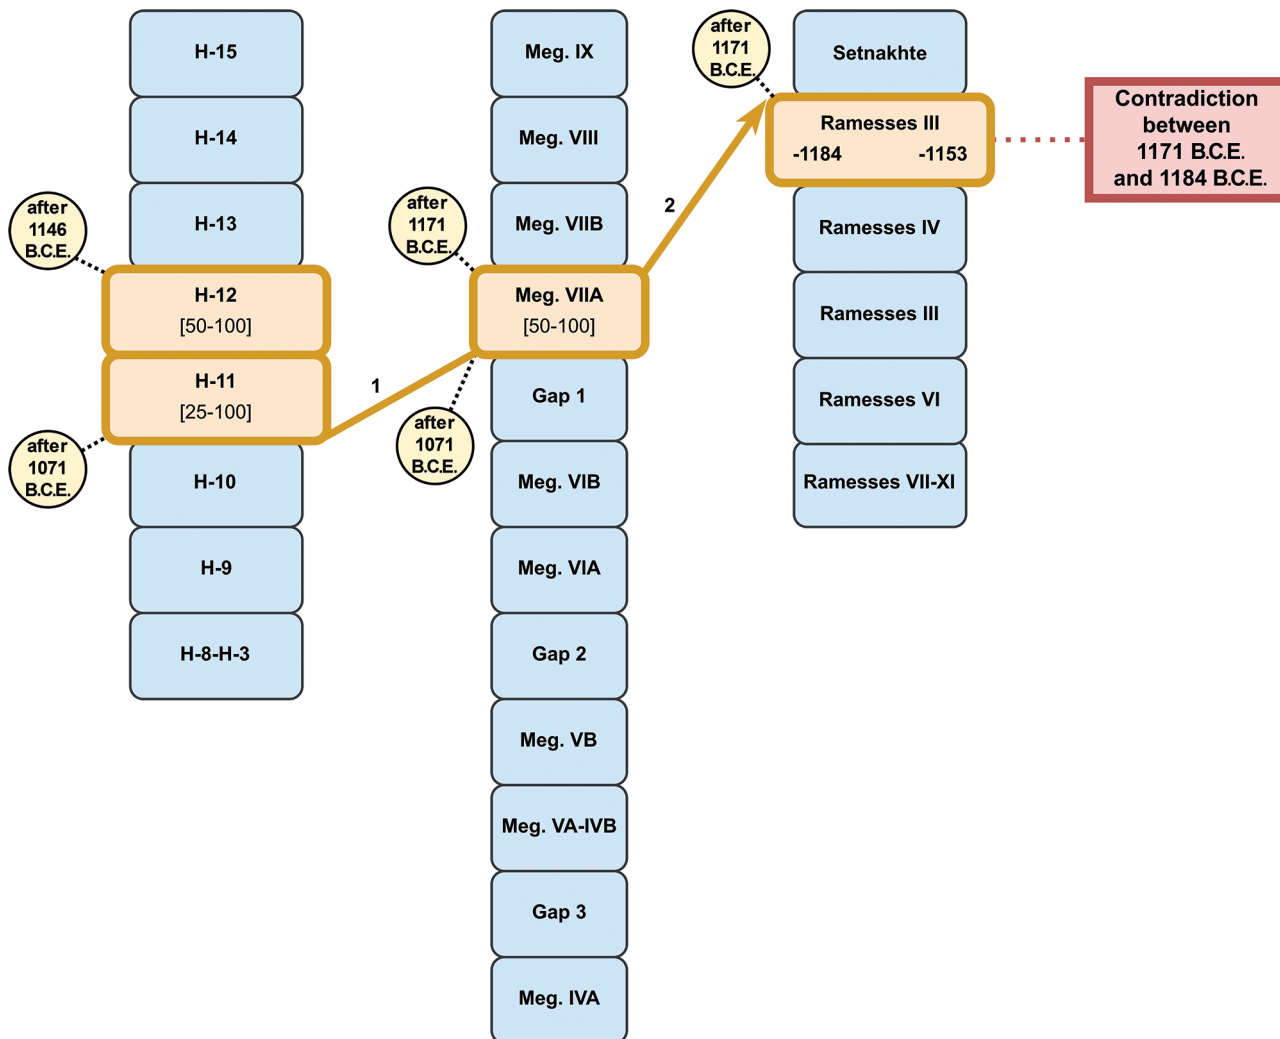 H-15
H-14
H-13
after
1146
B.C.E.
H-12
[50-100]
H-11
[25-100]
after
1071
B.C.E.
H-10
H-9
H-8-H-3
1
Meg. IX
Meg. VIII
Meg. VIIB
after
1171
B.C.E.
Meg. VIIA
[50-100]
after
1071
B.C.E.
Gap 1
Meg. VIB
Meg. VIA
Gap 2
Meg. VB
Meg. VA-IVB
Gap 3
Meg. IVA
2
after
1171
B.C.E.
Setnakhte
Ramesses III
-1184 -1153
Ramesses IV
Ramesses III
Ramesses VI
Ramesses VII-XI
Contradiction
between
1171 B.C.E.
and 1184 B.C.E.